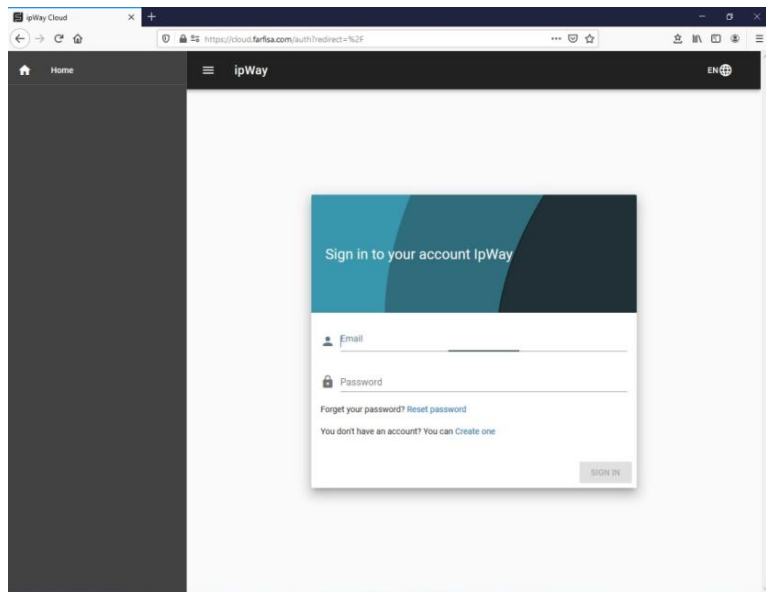 ipWay Cloud
https://cloud.farfisa.com/auth?redirect=%2F
Home
ipWay
EN
Sign in to your account IpWay
Email
Password
Forget your password? Reset password
You don't have an account? You can Create one
SIGN IN